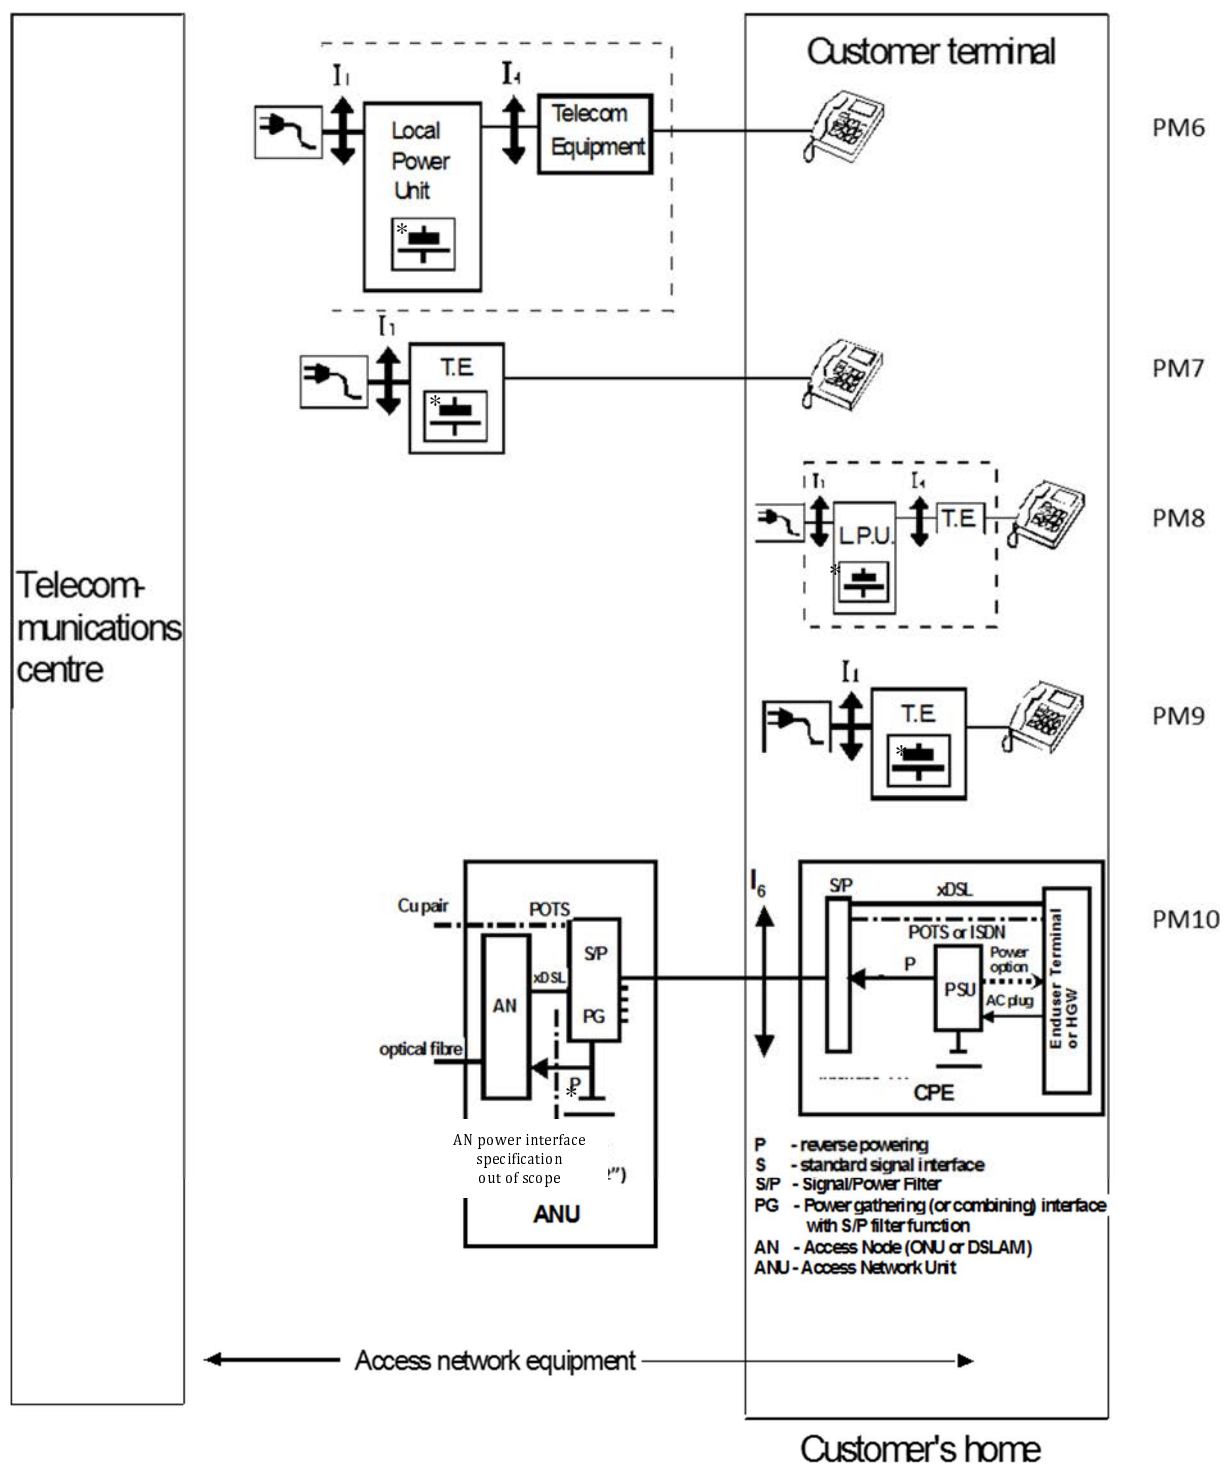 Customer terminal
I1
I4
Local
Power
Unit
*
Telecom
Equipment
PM6
I1
T.E
*
PM7
I1
I4
L.P.U.
*
T.E.
PM8
Telecom-
munications
centre
I1
T.E
*
PM9
Cu pair
POTS
S/P
xDSL
AN
PG
optical fibre
P
*
AN power interface
specification
out of scope
2”)
ANU
I6
S/P
xDSL
POTS or ISDN
P
PSU
Power
option
AC plug
Enduser Terminal
or HGW
CPE
PM10
P - reverse powering
S - standard signal interface
S/P - Signal/Power Filter
PG - Power gathering (or combining) interface
with S/P filter function
AN - Access Node (ONU or DSLAM)
ANU - Access Network Unit
Access network equipment
Customer's home